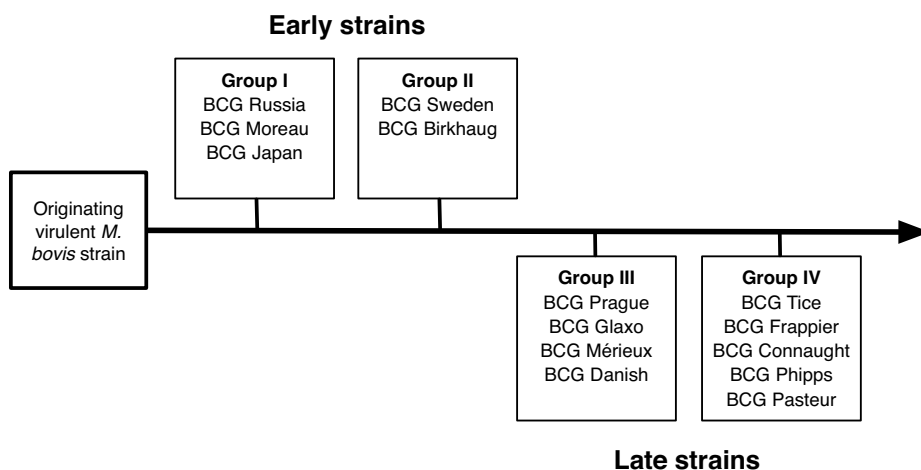 Early strains
Group I
BCG Russia
BCG Moreau
BCG Japan
Group II
BCG Sweden
BCG Birkhaug
Originating
virulent M.
bovis strain
Group III
BCG Prague
BCG Glaxo
BCG Mérieux
BCG Danish
Group IV
BCG Tice
BCG Frappier
BCG Connaught
BCG Phipps
BCG Pasteur
Late strains